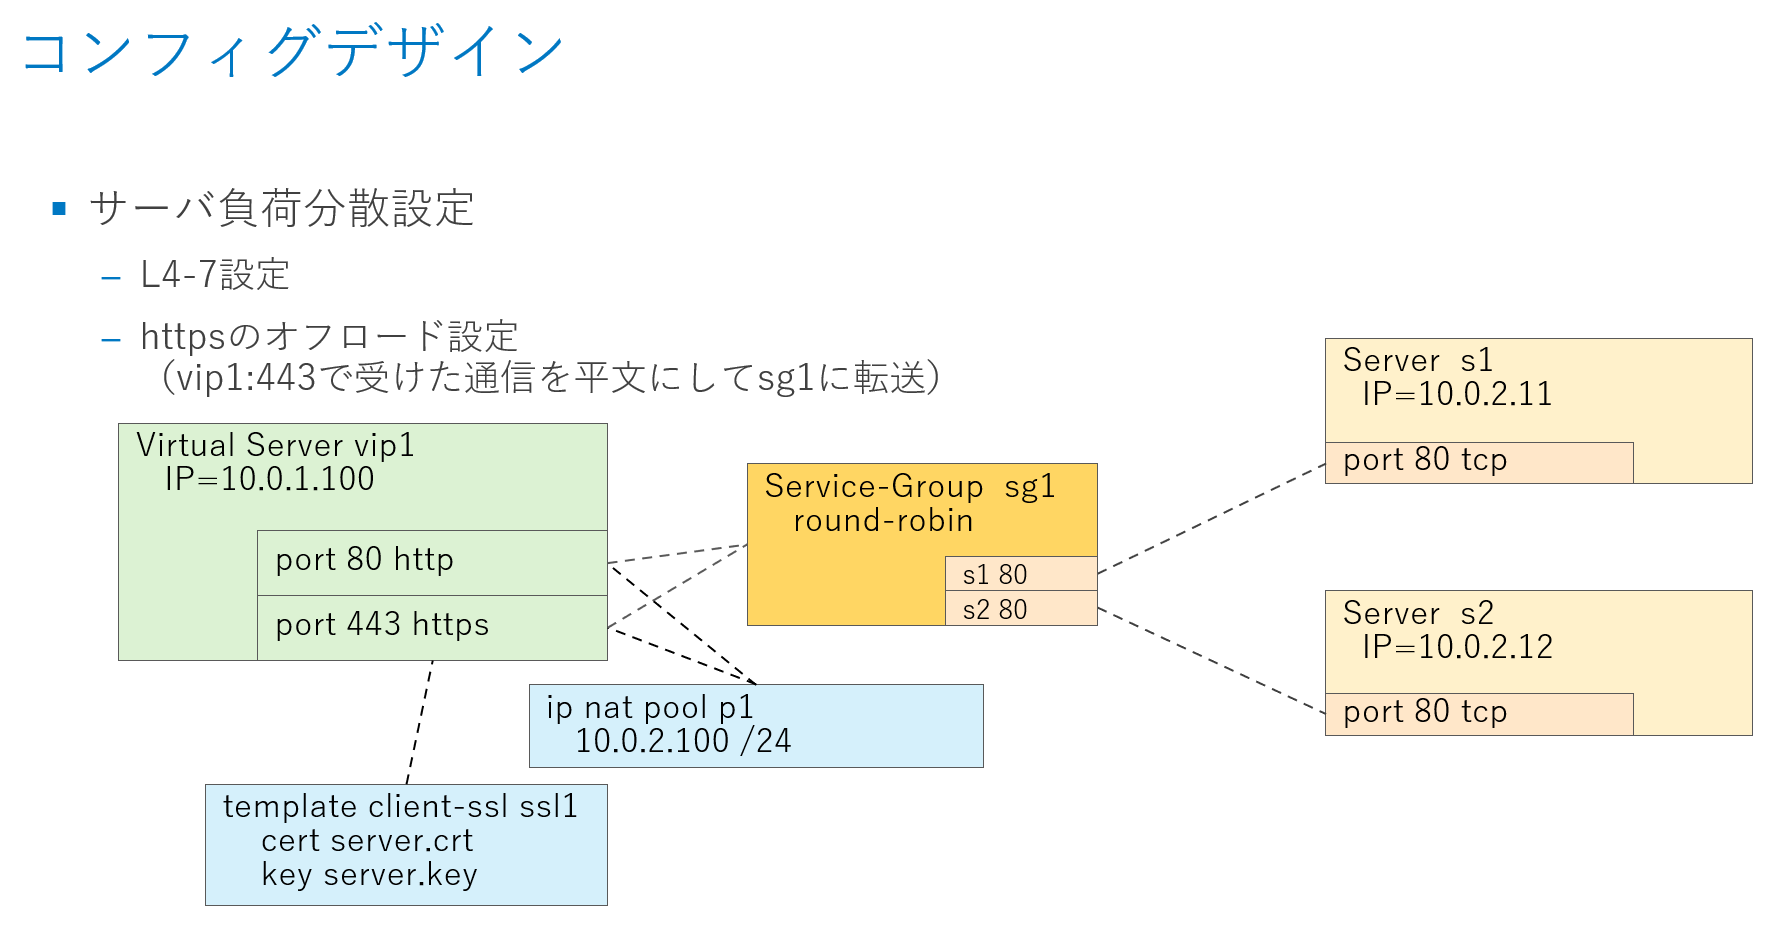 コンフィグデザイン
サーバ負荷分散設定
– L4-7設定
– httpsのオフロード設定
（vip1:443で受けた通信を平文にしてsg1に転送）
Virtual Server vip1
IP=10.0.1.100
port 80 http
port 443 https
Service-Group sg1
round-robin
s1 80
s2 80
Server s1
IP=10.0.2.11
port 80 tcp
Server s2
IP=10.0.2.12
port 80 tcp
ip nat pool p1
10.0.2.100 /24
template client-ssl ssl1
cert server.crt
key server.key